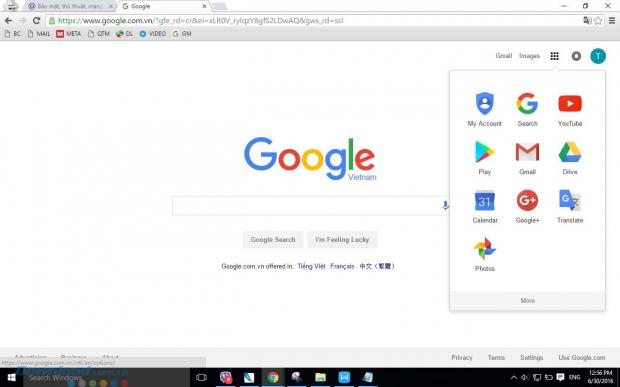 Bảo mật, thủ thuật, mạng
Google
https://www.google.com.vn/?gfe_rd=cr&ei=xLR0V_ryIqzY8gfS2LDwAQ&gws_rd=ssl
BC MAIL META QTM DL VIDEO GM
Gmail Images T
My Account Search YouTube
Play Gmail Drive
31
Calendar Google+ Translate
Photos
More
Google
Vietnam
Google Search I'm Feeling Lucky
Google.com.vn offered in: Tiếng Việt Français 中文（繁體）
Advertising Business About
Privacy Terms Settings Use Google.com
https://www.google.com.vn/intl/en/options/
Search Windows
ENG
12:56 PM
6/30/2016